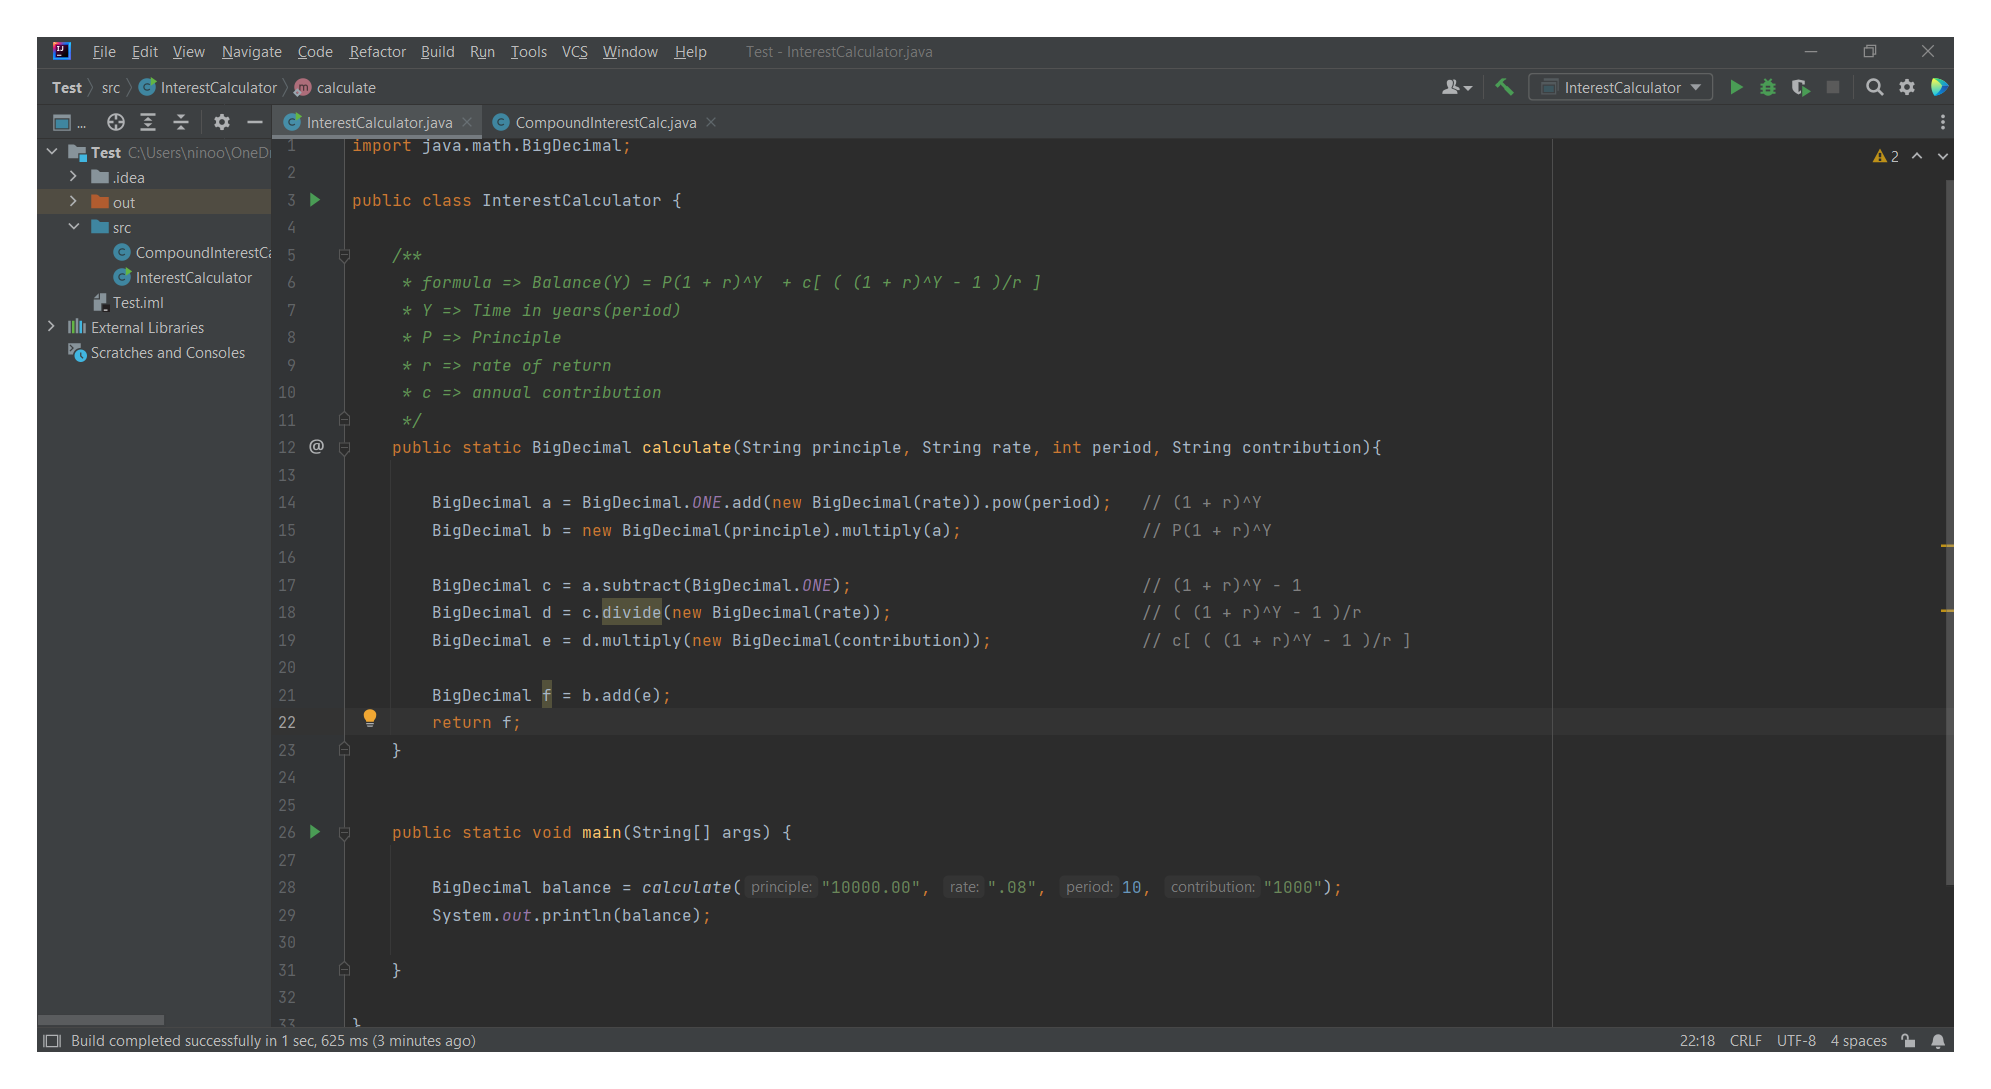 File Edit View Navigate Code Refactor Build Run Tools VCS Window Help Test - InterestCalculator.java
Test src InterestCalculator calculate InterestCalculator
... InterestCalculator.java CompoundInterestCalc.java
Test C:\Users\ninoo\OneD
.idea
out
src
CompoundInterestCa
InterestCalculator
Test.iml
External Libraries
Scratches and Consoles
2
1 import java.math.BigDecimal;
2
3 public class InterestCalculator {
4
5 /**
6 * formula => Balance(Y) = P(1 + r)^Y  + c[ ( (1 + r)^Y - 1 )/r ]
7 * Y => Time in years(period)
8 * P => Principle
9 * r => rate of return
10 * c => annual contribution
11 */
12 @ public static BigDecimal calculate(String principle, String rate, int period, String contribution){
13
14 BigDecimal a = BigDecimal.ONE.add(new BigDecimal(rate)).pow(period); // (1 + r)^Y
15 BigDecimal b = new BigDecimal(principle).multiply(a); // P(1 + r)^Y
16
17 BigDecimal c = a.subtract(BigDecimal.ONE); // (1 + r)^Y - 1
18 BigDecimal d = c.divide(new BigDecimal(rate)); // ( (1 + r)^Y - 1 )/r
19 BigDecimal e = d.multiply(new BigDecimal(contribution)); // c[ ( (1 + r)^Y - 1 )/r ]
20
21 BigDecimal f = b.add(e);
22 return f;
23 }
24
25
26 public static void main(String[] args) {
27
28 BigDecimal balance = calculate( principle: "10000.00", rate: ".08", period: 10, contribution: "1000");
29 System.out.println(balance);
30
31 }
32
33 }
Build completed successfully in 1 sec, 625 ms (3 minutes ago) 22:18 CRLF UTF-8 4 spaces